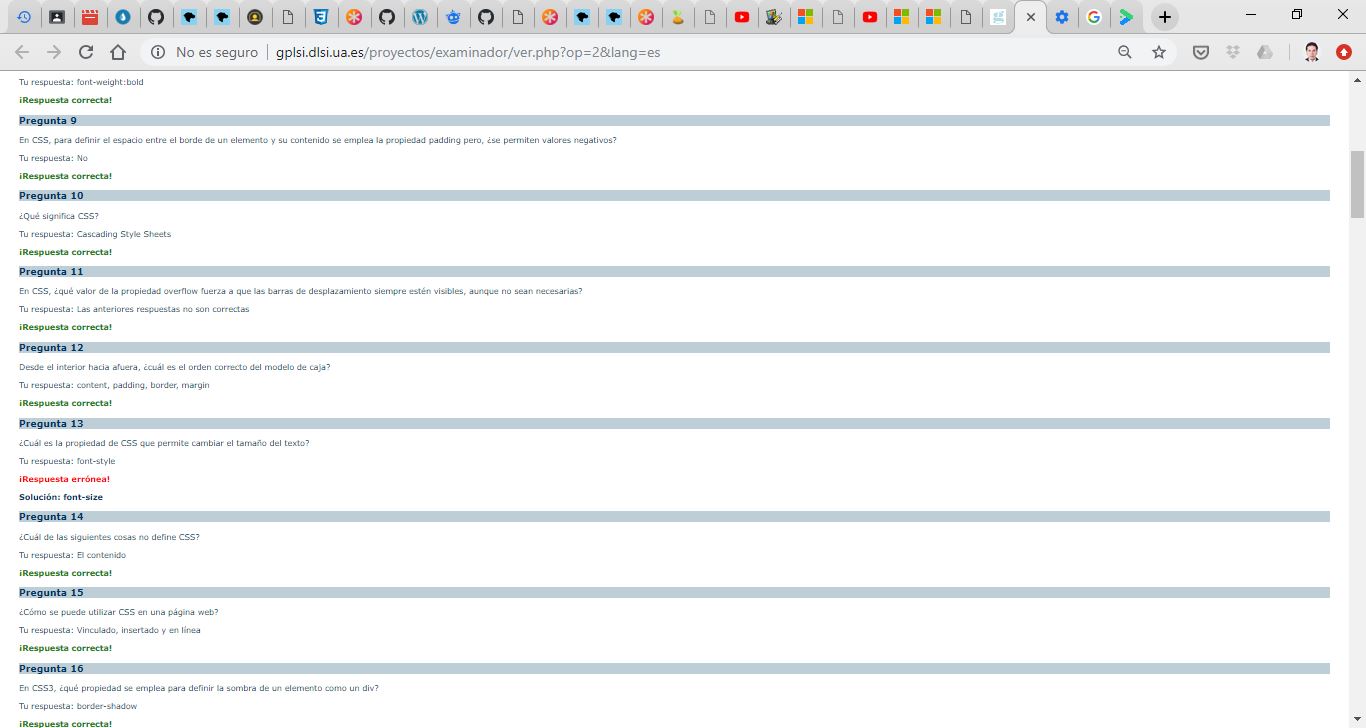 No es seguro
gplsi.dlsi.ua.es/proyectos/examinador/ver.php?op=2&lang=es
Tu respuesta: font-weight:bold
¡Respuesta correcta!
Pregunta 9
En CSS, para definir el espacio entre el borde de un elemento y su contenido se emplea la propiedad padding pero, ¿se permiten valores negativos?
Tu respuesta: No
¡Respuesta correcta!
Pregunta 10
¿Qué significa CSS?
Tu respuesta: Cascading Style Sheets
¡Respuesta correcta!
Pregunta 11
En CSS, ¿qué valor de la propiedad overflow fuerza a que las barras de desplazamiento siempre estén visibles, aunque no sean necesarias?
Tu respuesta: Las anteriores respuestas no son correctas
¡Respuesta correcta!
Pregunta 12
Desde el interior hacia afuera, ¿cuál es el orden correcto del modelo de caja?
Tu respuesta: content, padding, border, margin
¡Respuesta correcta!
Pregunta 13
¿Cuál es la propiedad de CSS que permite cambiar el tamaño del texto?
Tu respuesta: font-style
¡Respuesta errónea!
Solución: font-size
Pregunta 14
¿Cuál de las siguientes cosas no define CSS?
Tu respuesta: El contenido
¡Respuesta correcta!
Pregunta 15
¿Cómo se puede utilizar CSS en una página web?
Tu respuesta: Vinculado, insertado y en línea
¡Respuesta correcta!
Pregunta 16
En CSS3, ¿qué propiedad se emplea para definir la sombra de un elemento como un div?
Tu respuesta: border-shadow
¡Respuesta correcta!